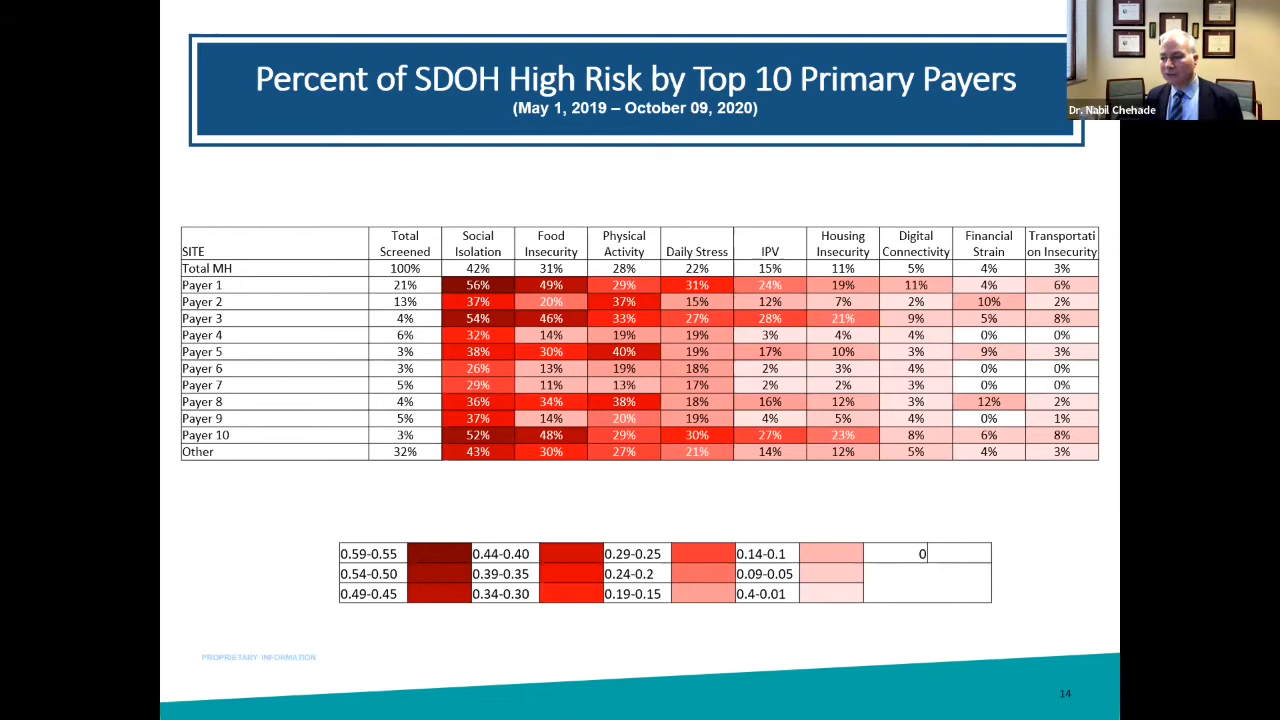 Percent of SDOH High Risk by Top 10 Primary Payers
(May 1, 2019 – October 09, 2020)
Dr. Nabil Chehade
SITE Total Screened Social Isolation Food Insecurity Physical Activity Daily Stress IPV Housing Insecurity Digital Connectivity Financial Strain Transportati on Insecurity
Total MH 100% 42% 31% 28% 22% 15% 11% 5% 4% 3%
Payer 1 21% 56% 49% 29% 31% 24% 19% 11% 4% 6%
Payer 2 13% 37% 20% 37% 15% 12% 7% 2% 10% 2%
Payer 3 4% 54% 46% 33% 27% 28% 21% 9% 5% 8%
Payer 4 6% 32% 14% 19% 19% 3% 4% 4% 0% 0%
Payer 5 3% 38% 30% 40% 19% 17% 10% 3% 9% 3%
Payer 6 3% 26% 13% 19% 18% 2% 3% 4% 0% 0%
Payer 7 5% 29% 11% 13% 17% 2% 2% 3% 0% 0%
Payer 8 4% 36% 34% 38% 18% 16% 12% 3% 12% 2%
Payer 9 5% 37% 14% 20% 19% 4% 5% 4% 0% 1%
Payer 10 3% 52% 48% 29% 30% 27% 23% 8% 6% 8%
Other 32% 43% 30% 27% 21% 14% 12% 5% 4% 3%
0.59-0.55 0.44-0.40 0.29-0.25 0.14-0.1 0
0.54-0.50 0.39-0.35 0.24-0.2 0.09-0.05
0.49-0.45 0.34-0.30 0.19-0.15 0.4-0.01
PROPRIETARY INFORMATION
14